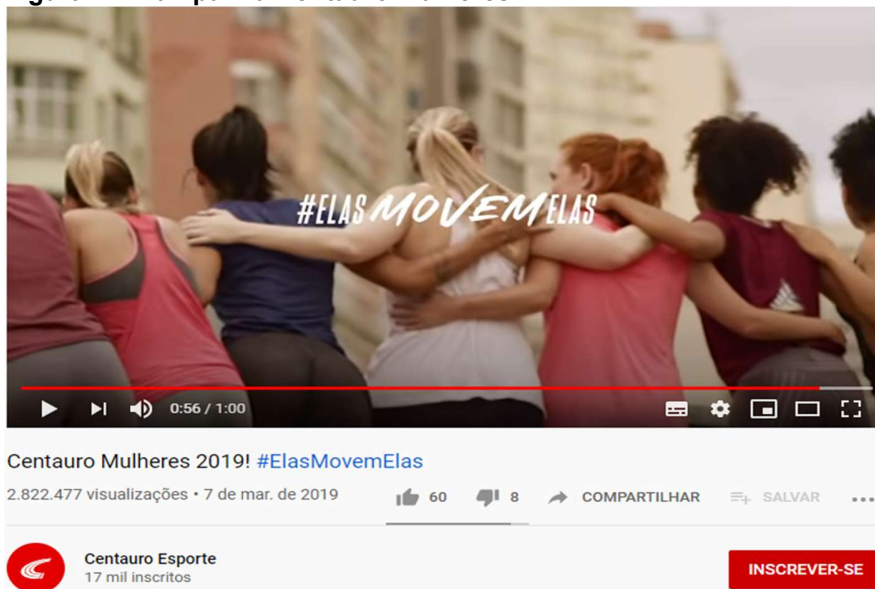 #ELASMOVEMELAS
0:56 / 1:00
Centauro Mulheres 2019! #ElasMovemElas
2.822.477 visualizações • 7 de mar. de 2019
60
8
COMPARTILHAR
SALVAR
Centauro Esporte
17 mil inscritos
INSCREVER-SE